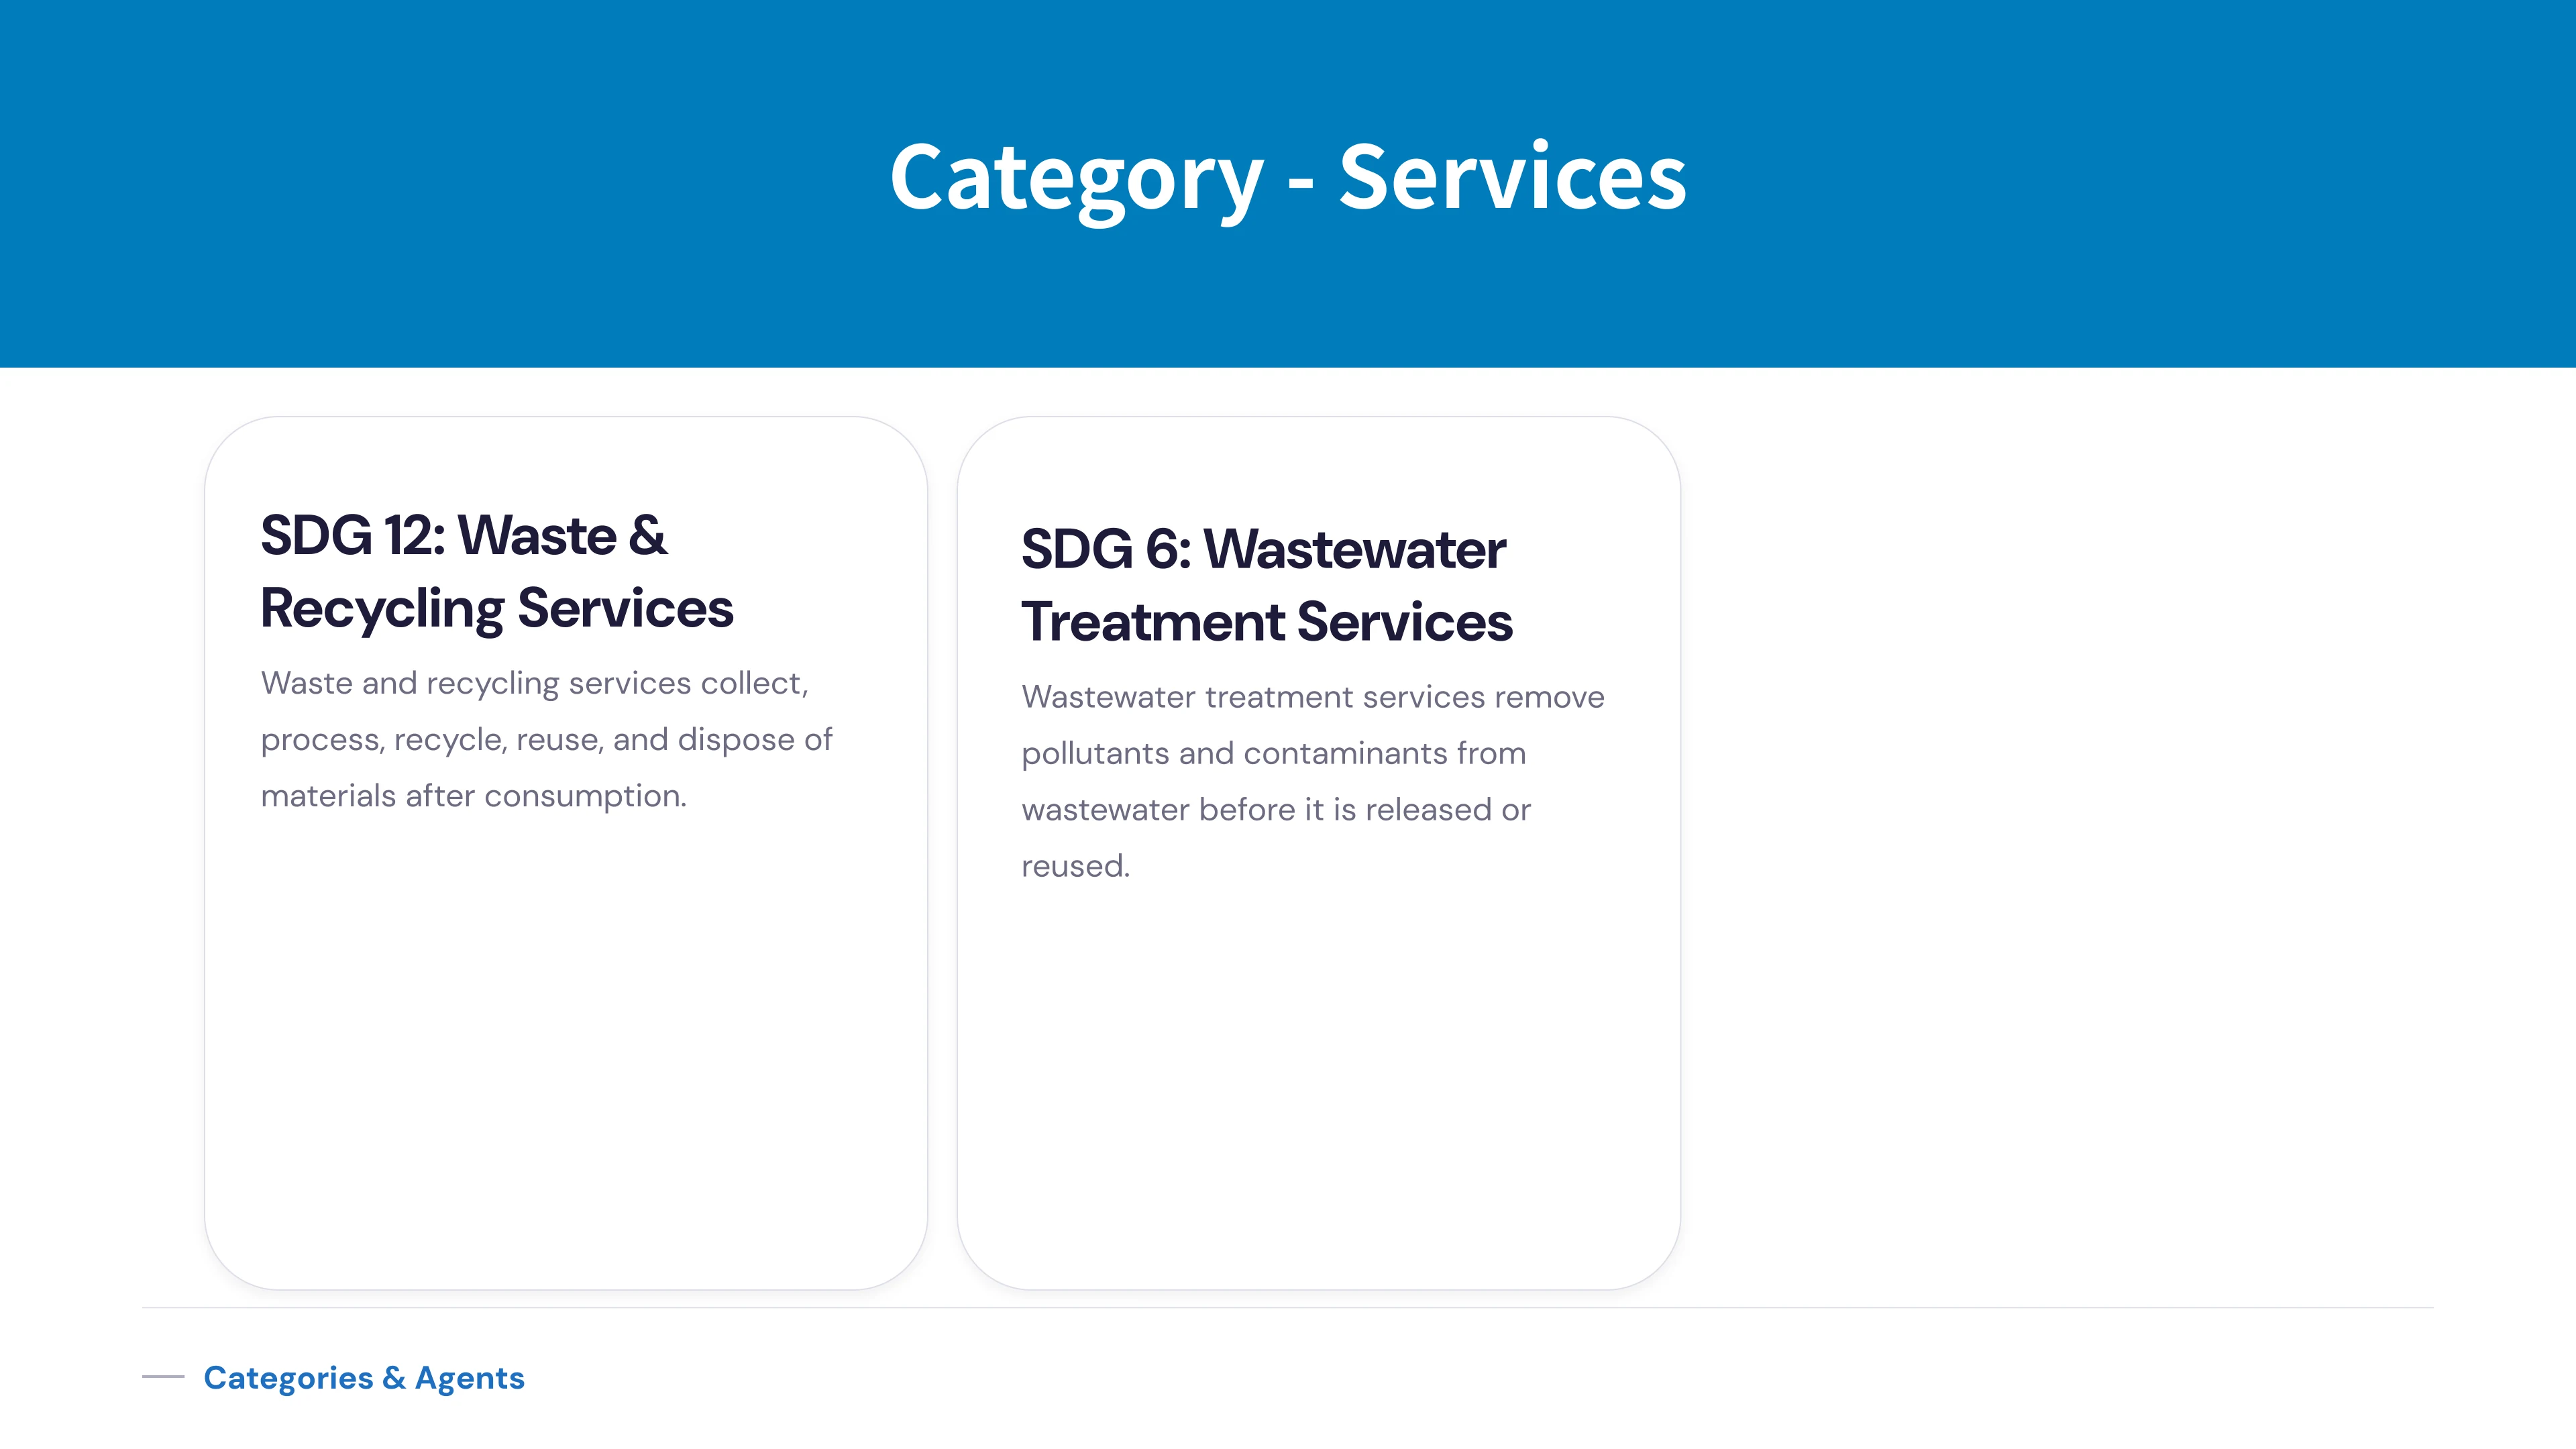 Category - Services
SDG 12: Waste &
Recycling Services
Waste and recycling services collect,
process, recycle, reuse, and dispose of
materials after consumption.
SDG 6: Wastewater
Treatment Services
Wastewater treatment services remove
pollutants and contaminants from
wastewater before it is released or
reused.
Categories & Agents